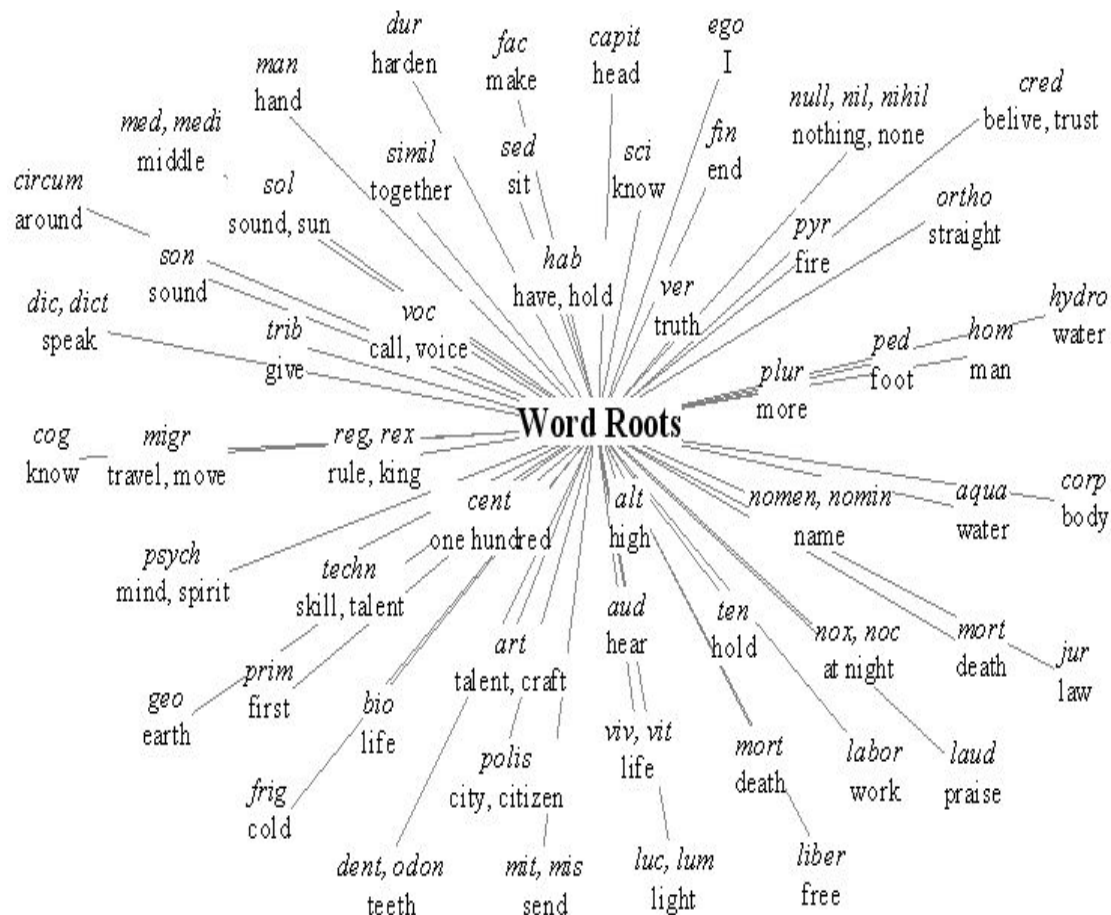 dur
harden
fac
make
capit
head
ego
I
man
hand
null, nil, nihil
nothing, none
cred
belive, trust
med, medi
middle
simil
together
sed
sit
sci
know
fin
end
circum
around
sol
sound, sun
ortho
straight
son
sound
hab
have, hold
pyr
fire
dic, dict
speak
trib
give
voc
call, voice
ver
truth
hydro
water
plur
more
ped
foot
hom
man
Word Roots
cog
know
migr
travel, move
reg, rex
rule, king
cent
one hundred
alt
high
nomen, nomin
name
aqua
water
corp
body
psych
mind, spirit
techn
skill, talent
aud
hear
ten
hold
nox, noc
at night
mort
death
jur
law
geo
earth
prim
first
art
talent, craft
bio
life
viv, vit
life
mort
death
labor
work
laud
praise
frig
cold
polis
city, citizen
dent, odon
teeth
mit, mis
send
luc, lum
light
liber
free